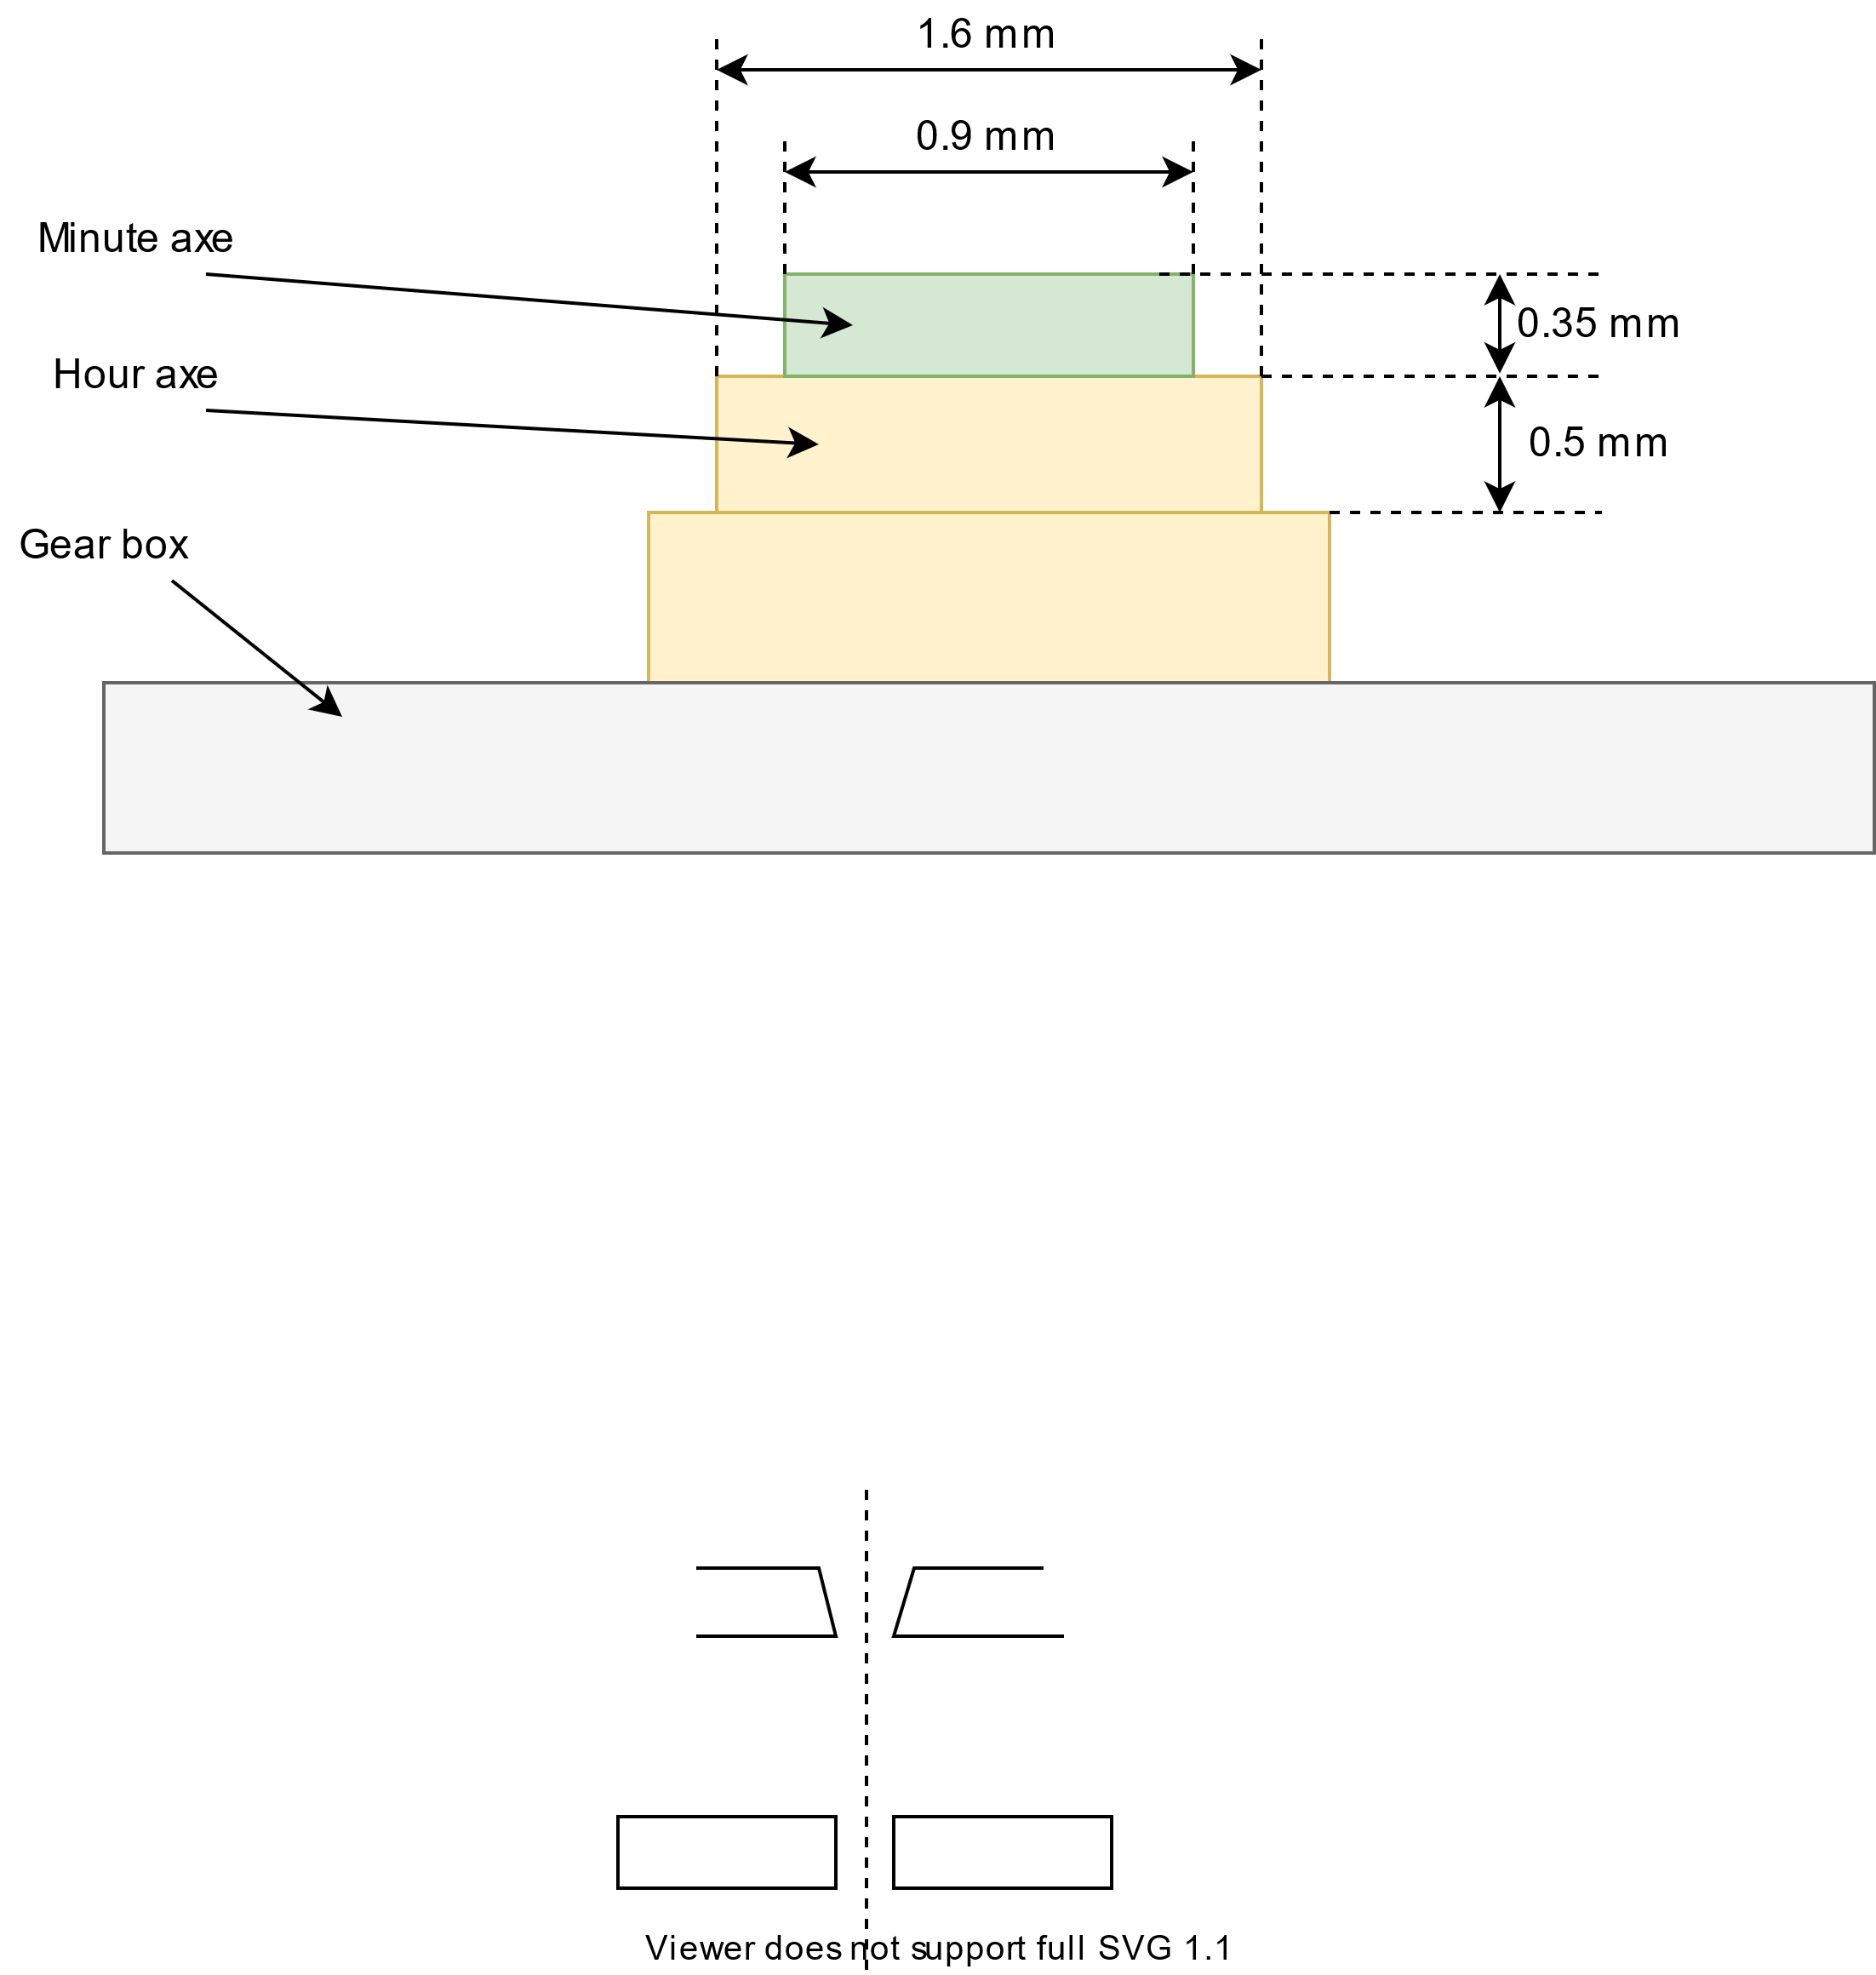 1.6 mm
0.9 mm
Minute axe
0.35 mm
Hour axe
0.5 mm
Gear box
Viewer does not support full SVG 1.1